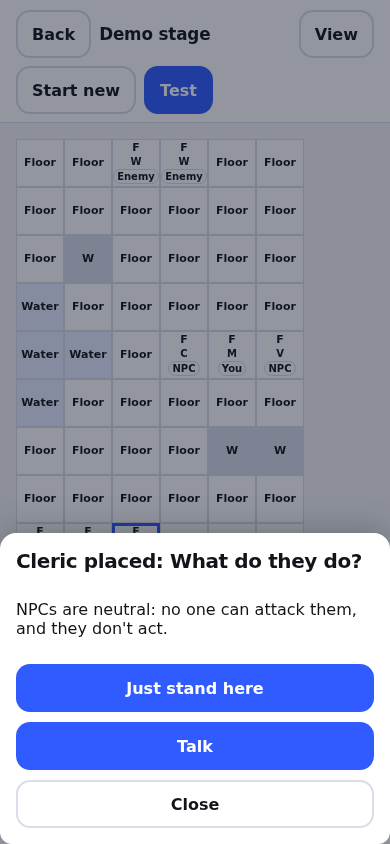 Back Demo stage View
Start new Test
Floor Floor F W Enemy F W Enemy Floor Floor
Floor Floor Floor Floor Floor Floor
Floor W Floor Floor Floor Floor
Water Floor Floor Floor Floor Floor
Water Water Floor F C NPC F M You F V NPC
Water Floor Floor Floor Floor Floor
Floor Floor Floor Floor W W
Floor Floor Floor Floor Floor Floor
F F F
Cleric placed: What do they do?
NPCs are neutral: no one can attack them,
and they don't act.
Just stand here
Talk
Close